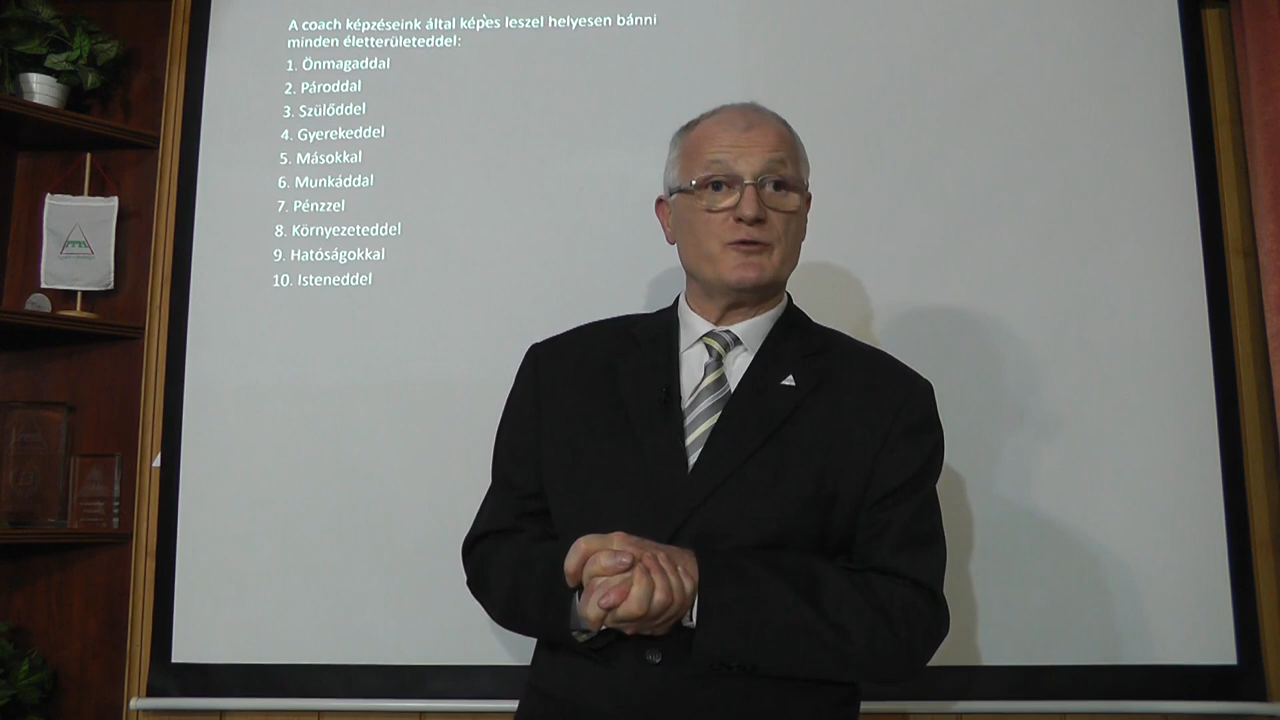 A coach képzéseink által képes leszel helyesen bánni
minden életterületeddel:
1. Önmagaddal
2. Pároddal
3. Szülőddel
4. Gyerekeddel
5. Másokkal
6. Munkáddal
7. Pénzzel
8. Környezeteddel
9. Hatóságokkal
10. Isteneddel